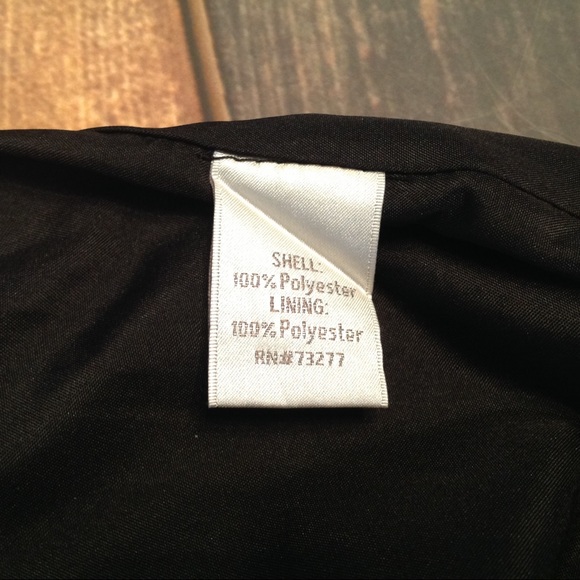 SHELL:
100% Polyester
LINING:
100% Polyester
RN#73277